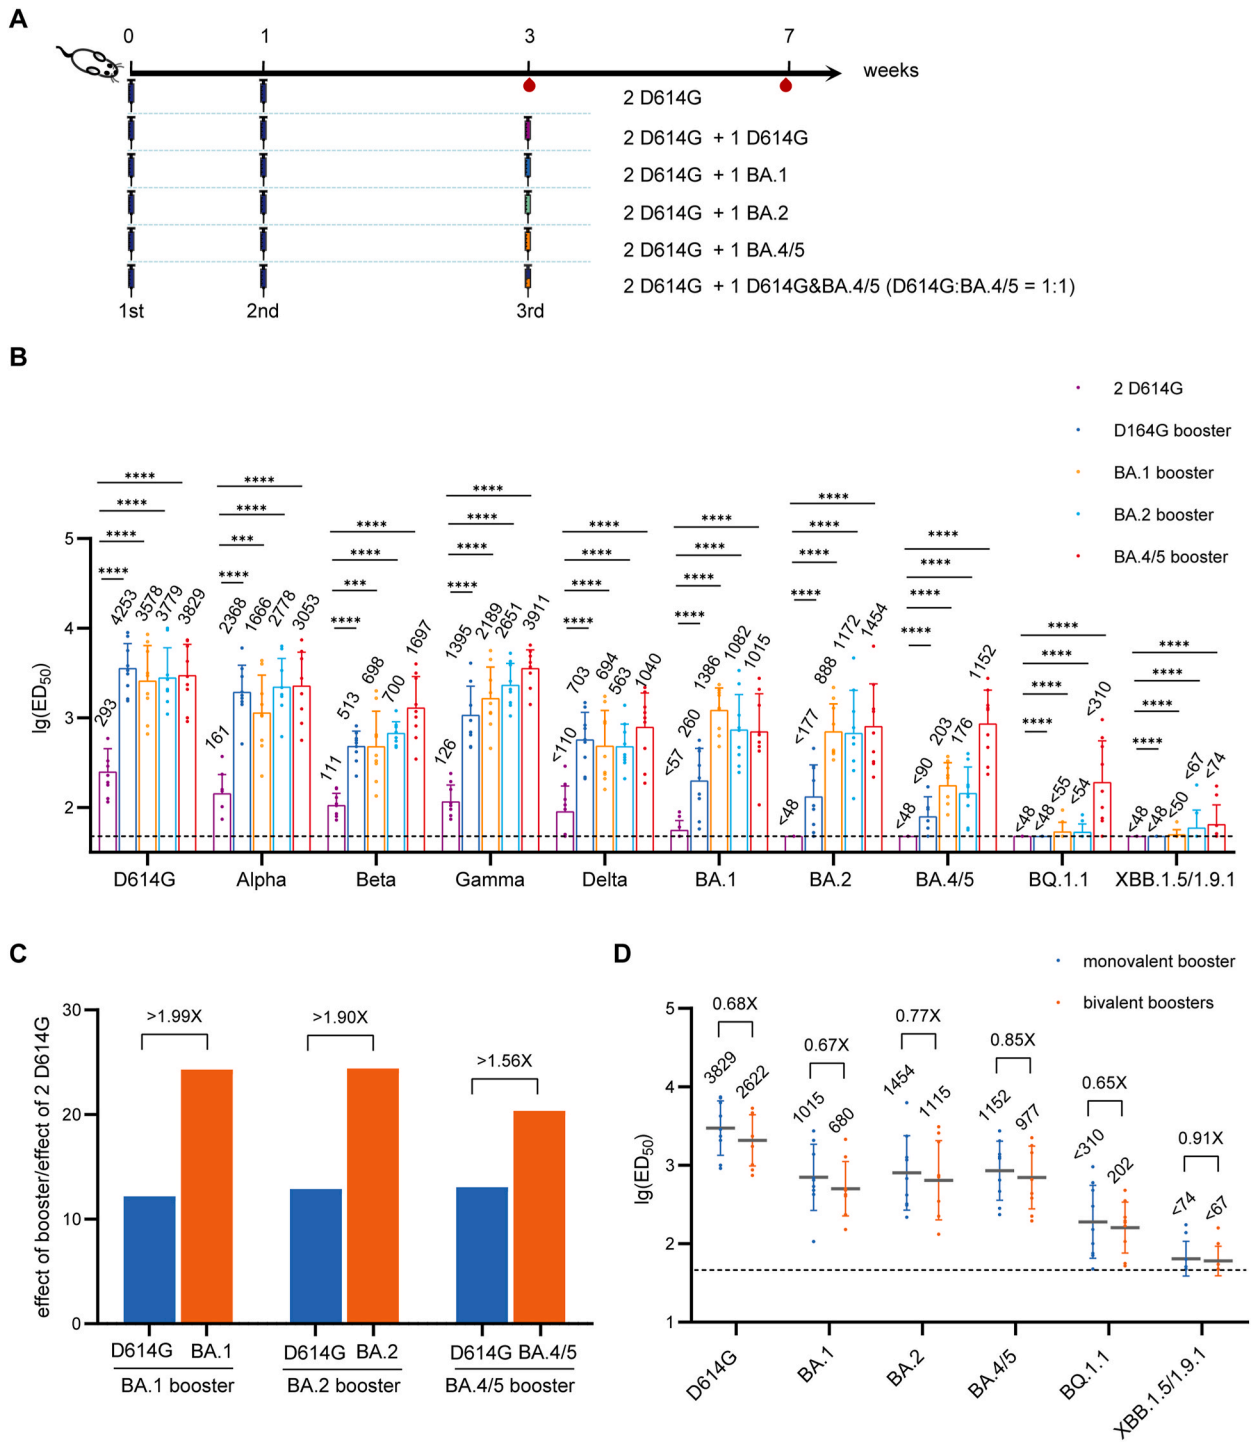 A
0 1 3 7
weeks
2 D614G
2 D614G + 1 D614G
2 D614G + 1 BA.1
2 D614G + 1 BA.2
2 D614G + 1 BA.4/5
2 D614G + 1 D614G&BA.4/5 (D614G:BA.4/5 = 1:1)
1st 2nd 3rd
B
2 D614G
D164G booster
BA.1 booster
BA.2 booster
BA.4/5 booster
lg(ED50)
5
4
3
2
**** **** **** ****
293 4253 3578 3779 3829
**** **** *** ****
161 2368 1666 2778 3053
**** *** **** ****
111 513 698 700 1697
**** **** **** ****
126 1395 2189 2651 3911
**** **** **** ****
<110 703 694 563 1040
**** **** **** ****
<57 260 1386 1082 1015
**** **** **** ****
<48 <177 888 1172 1454
**** **** **** ****
<48 <90 203 176 1152
**** **** **** ****
<48 <48 <55 <54 <310
**** **** **** ****
<48 <48 <50 <67 <74
D614G Alpha Beta Gamma Delta BA.1 BA.2 BA.4/5 BQ.1.1 XBB.1.5/1.9.1
C
effect of booster/effect of 2 D614G
30
20
10
0
>1.99X >1.90X >1.56X
D614G BA.1 D614G BA.2 D614G BA.4/5
BA.1 booster BA.2 booster BA.4/5 booster
D
monovalent booster
bivalent boosters
lg(ED50)
5
4
3
2
1
0.68X 0.67X 0.77X 0.85X 0.65X 0.91X
3829 2622 1015 680 1454 1115 1152 977 <310 202 <74 <67
D614G BA.1 BA.2 BA.4/5 BQ.1.1 XBB.1.5/1.9.1